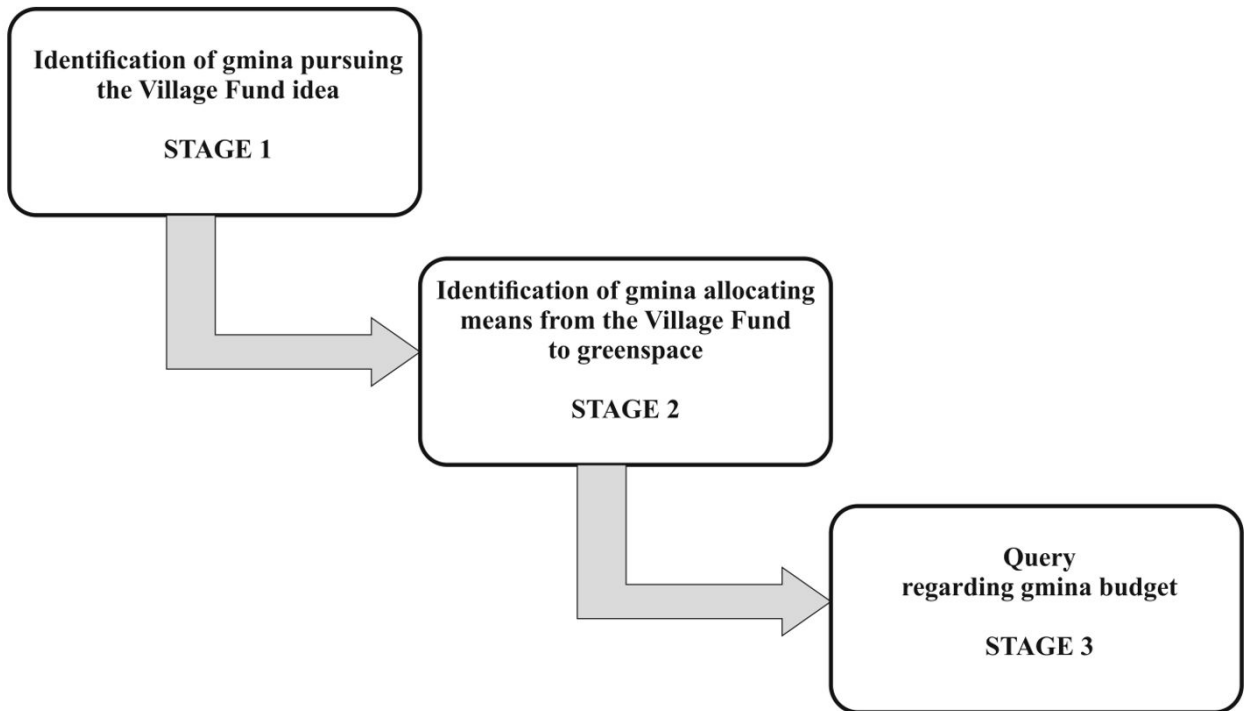 Identification of gmina pursuing
the Village Fund idea
STAGE 1
Identification of gmina allocating
means from the Village Fund
to greenspace
STAGE 2
Query
regarding gmina budget
STAGE 3